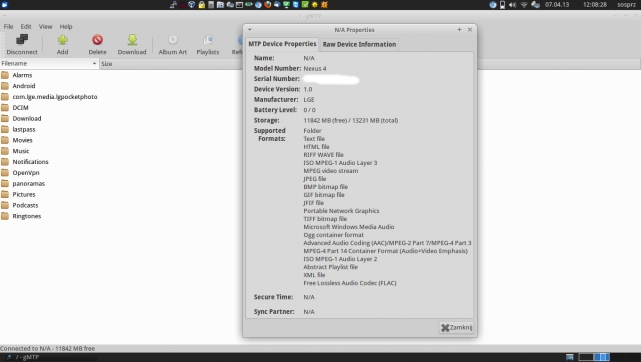 07.04.13
12:08:28
sosprz
/ - gMTP
File Edit View Help
Disconnect Add Delete Download Album Art Playlists
Filename Size
Alarms
Android
com.lge.media.lgpocketphoto
DCIM
Download
lastpass
Movies
Music
Notifications
OpenVpn
panoramas
Pictures
Podcasts
Ringtones
N/A Properties
MTP Device Properties Raw Device Information
Name: N/A
Model Number: Nexus 4
Serial Number:
Device Version: 1.0
Manufacturer: LGE
Battery Level: 0 / 0
Storage: 11842 MB (free) / 13231 MB (total)
Supported Formats: Folder
Text file
HTML file
RIFF WAVE file
ISO MPEG-1 Audio Layer 3
MPEG video stream
JPEG file
BMP bitmap file
GIF bitmap file
JFIF file
Portable Network Graphics
TIFF bitmap file
Microsoft Windows Media Audio
Ogg container format
Advanced Audio Coding (AAC)/MPEG-2 Part 7/MPEG-4 Part 3
MPEG-4 Part 14 Container Format (Audio+Video Emphasis)
ISO MPEG-1 Audio Layer 2
Abstract Playlist file
XML file
Free Lossless Audio Codec (FLAC)
Secure Time: N/A
Sync Partner: N/A
Zamknij
Connected to N/A - 11842 MB free
/ - gMTP